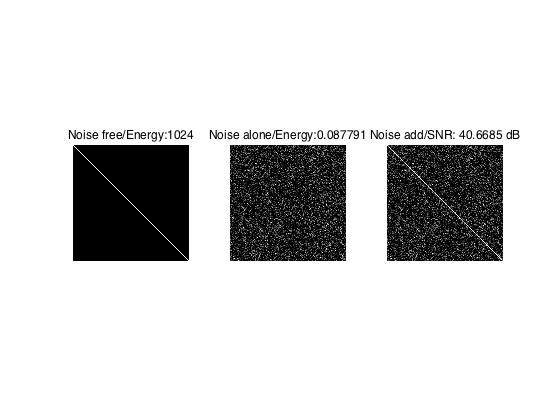 Noise free/Energy:1024
Noise alone/Energy:0.087791
Noise add/SNR: 40.6685 dB